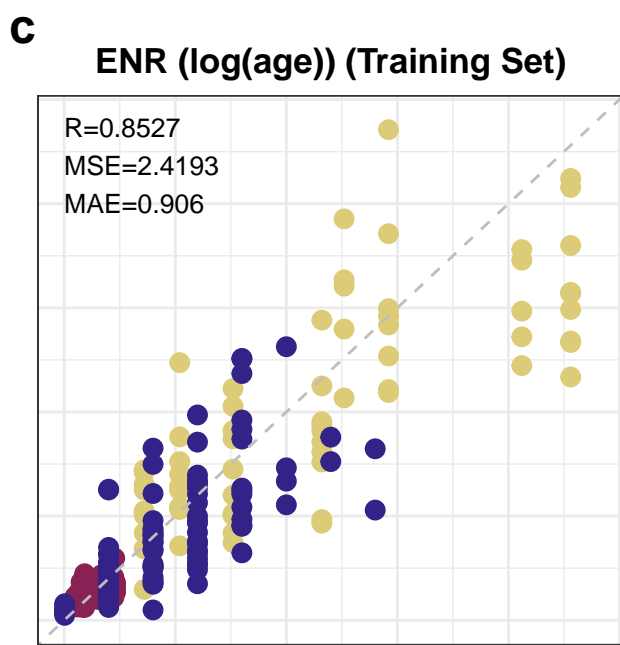 c
ENR (log(age)) (Training Set)
R=0.8527
MSE=2.4193
MAE=0.906